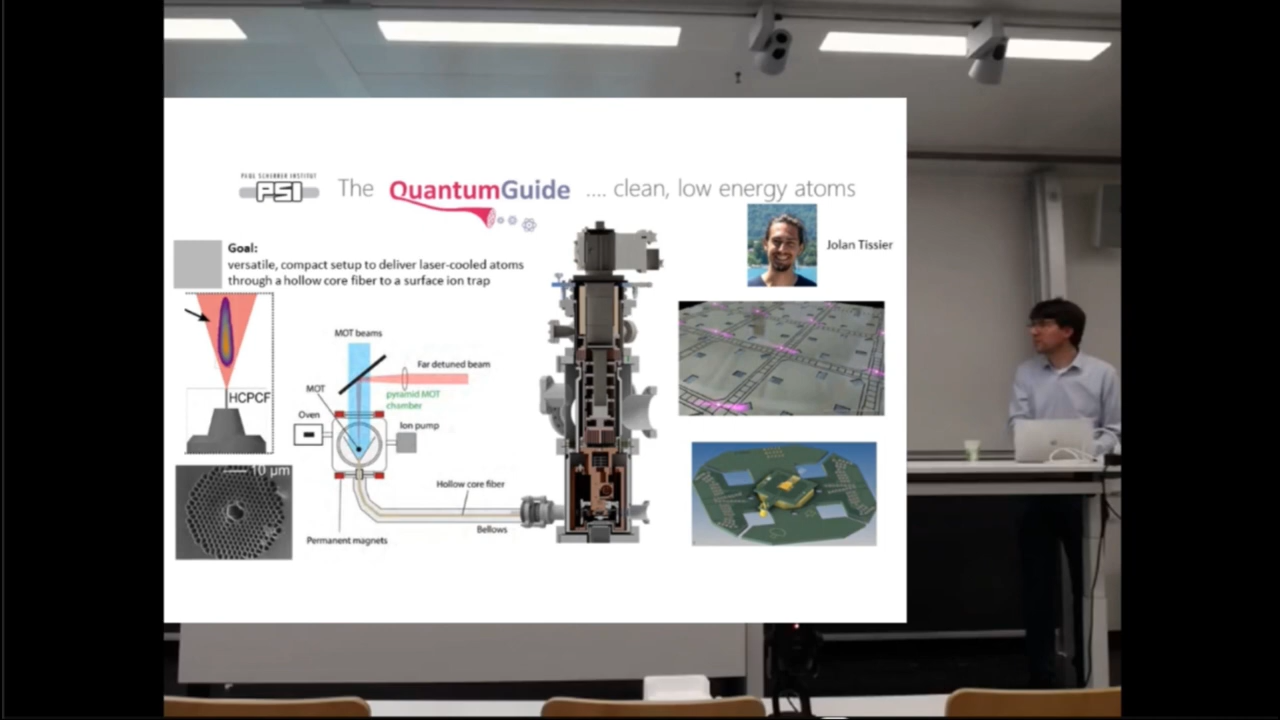 PAUL SCHERRER INSTITUT
PSI
The QuantumGuide .... clean, low energy atoms
Jolan Tissier
Goal:
versatile, compact setup to deliver laser-cooled atoms
through a hollow core fiber to a surface ion trap
MOT beams
Far detuned beam
HCPCF
MOT
pyramid MOT
chamber
Oven
Ion pump
10 µm
Hollow core fiber
Bellows
Permanent magnets